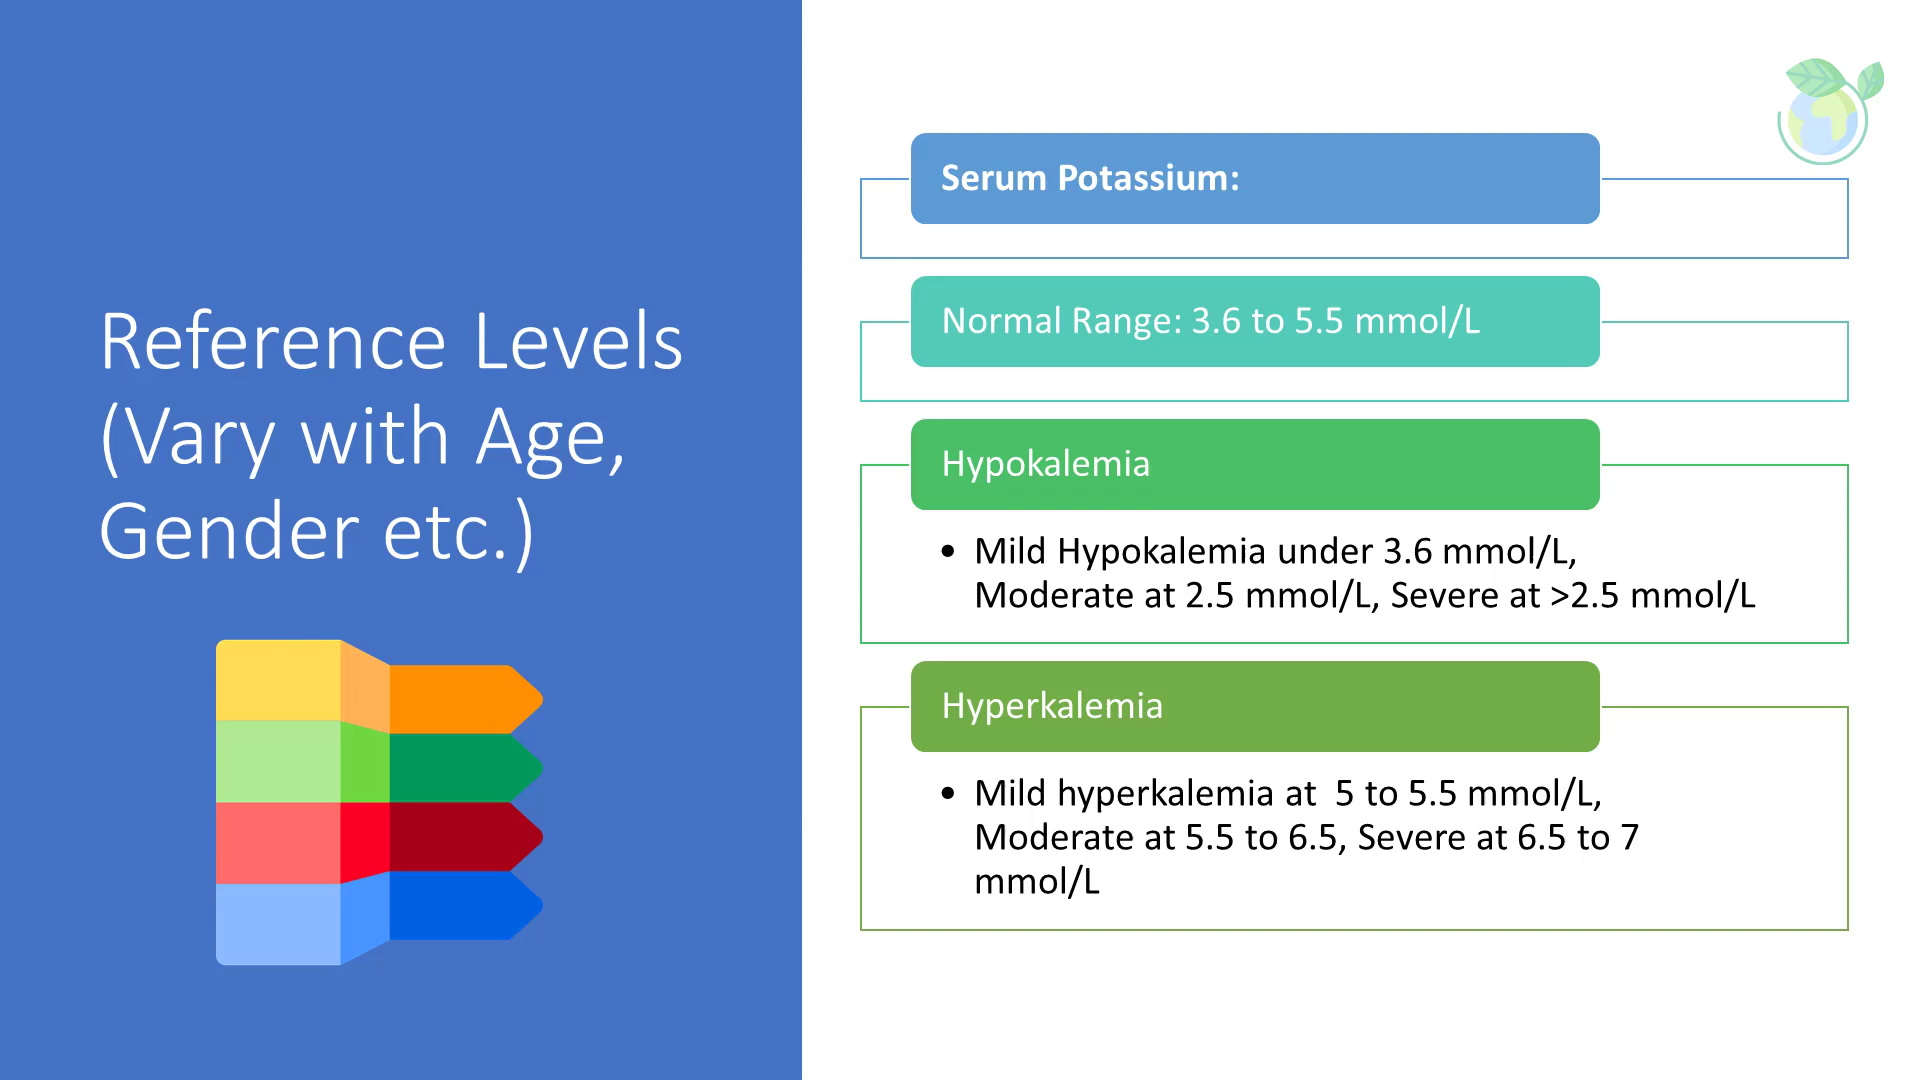 Reference Levels
(Vary with Age,
Gender etc.)
Serum Potassium:
Normal Range: 3.6 to 5.5 mmol/L
Hypokalemia
• Mild Hypokalemia under 3.6 mmol/L,
Moderate at 2.5 mmol/L, Severe at >2.5 mmol/L
Hyperkalemia
• Mild hyperkalemia at  5 to 5.5 mmol/L,
Moderate at 5.5 to 6.5, Severe at 6.5 to 7
mmol/L